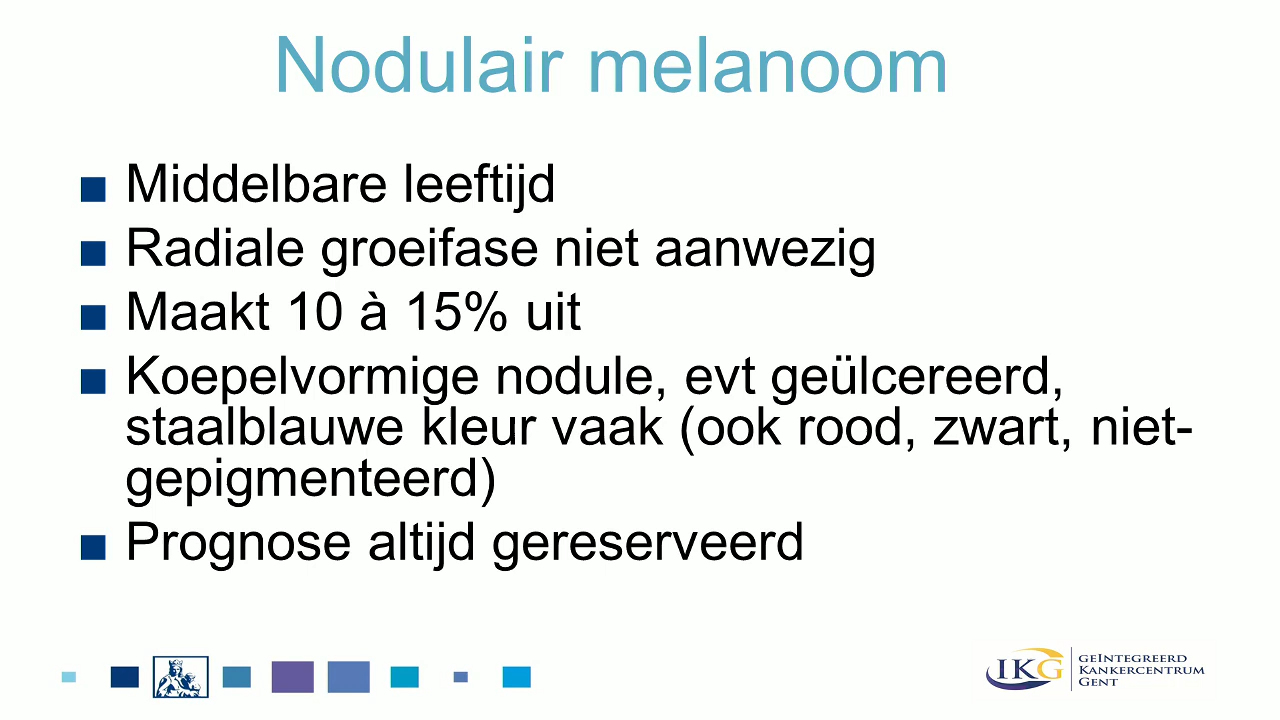 Nodulair melanoom
Middelbare leeftijd
Radiale groeifase niet aanwezig
Maakt 10 à 15% uit
Koepelvormige nodule, evt geülcereerd,
staalblauwe kleur vaak (ook rood, zwart, niet-
gepigmenteerd)
Prognose altijd gereserveerd
IKG
GEÏNTEGREERD
KANKERCENTRUM
GENT